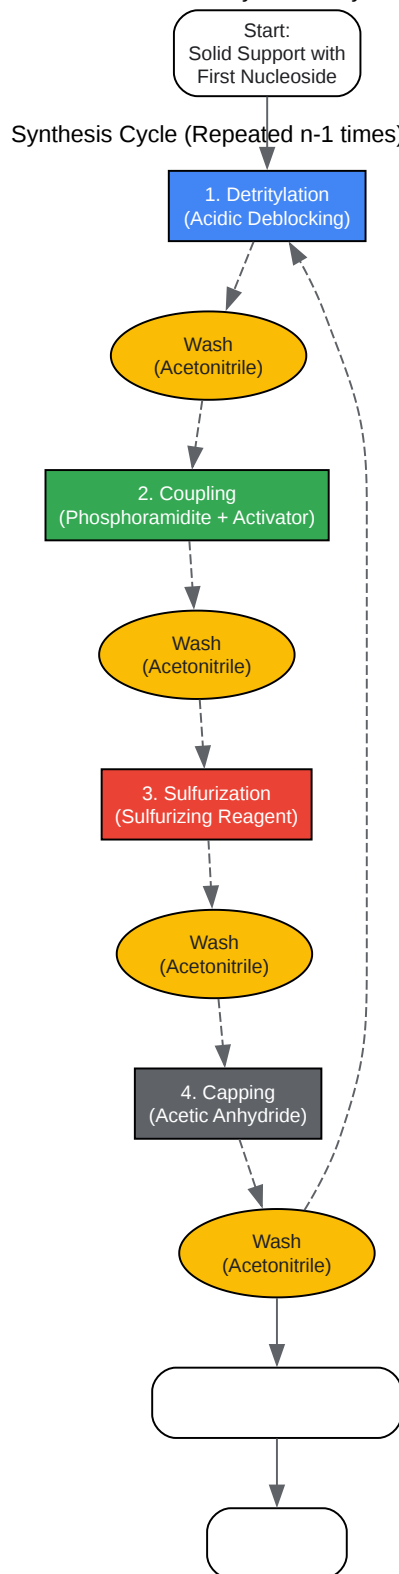 Start:
Solid Support with
First Nucleoside
Synthesis Cycle (Repeated n-1 times)
1. Detritylation
(Acidic Deblocking)
Wash
(Acetonitrile)
2. Coupling
(Phosphoramidite + Activator)
Wash
(Acetonitrile)
3. Sulfurization
(Sulfurizing Reagent)
Wash
(Acetonitrile)
4. Capping
(Acetic Anhydride)
Wash
(Acetonitrile)